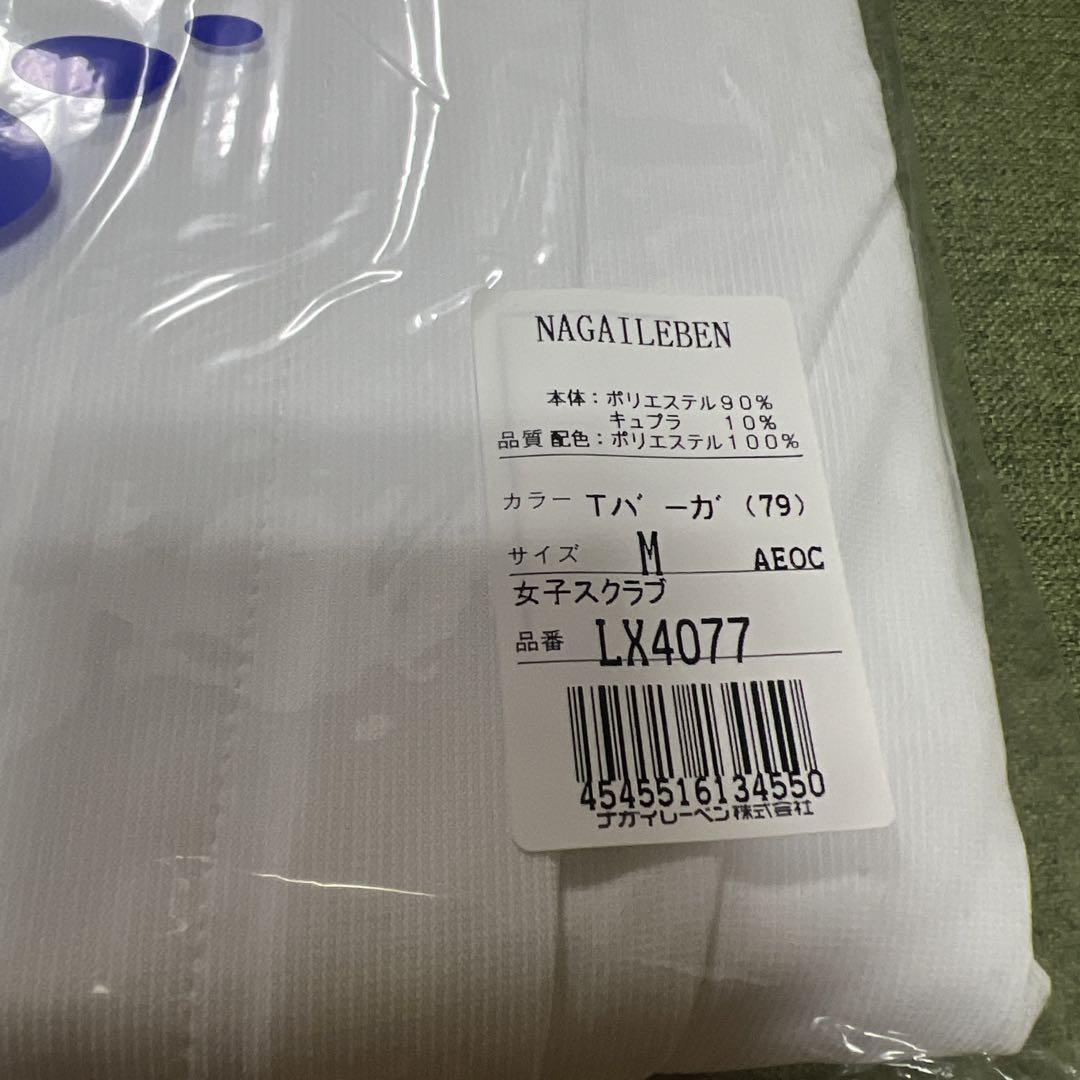 NAGAILEBEN
本体：ポリエステル90%
キュプラ 10%
品質 配色：ポリエステル100%
カラー Tバーガ(79)
サイズ M AEOC
女子スクラブ
品番 LX4077
4545516134550
ナガイレーベン株式会社